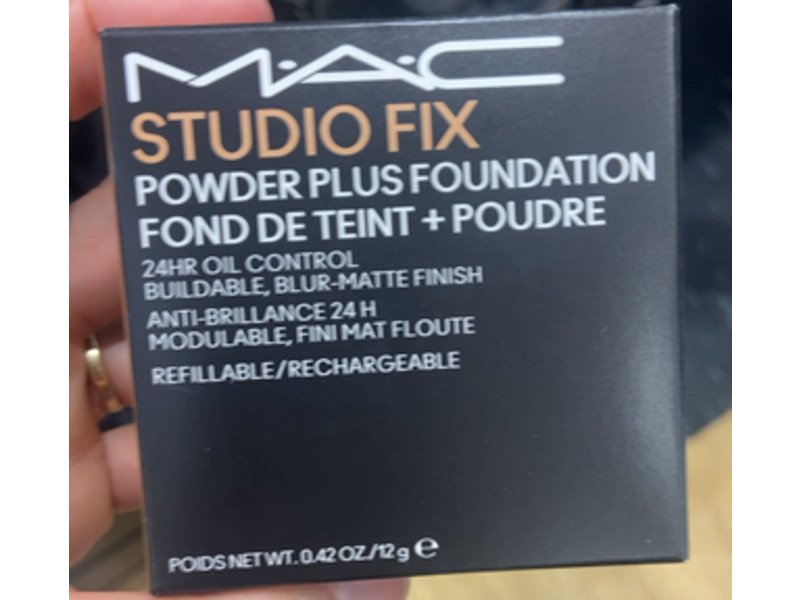 M·A·C
STUDIO FIX
POWDER PLUS FOUNDATION
FOND DE TEINT + POUDRE
24HR OIL CONTROL
BUILDABLE, BLUR-MATTE FINISH
ANTI-BRILLANCE 24 H
MODULABLE, FINI MAT FLOUTE
REFILLABLE/RECHARGEABLE
POIDS NET WT. 0.42 OZ./12 g ℮